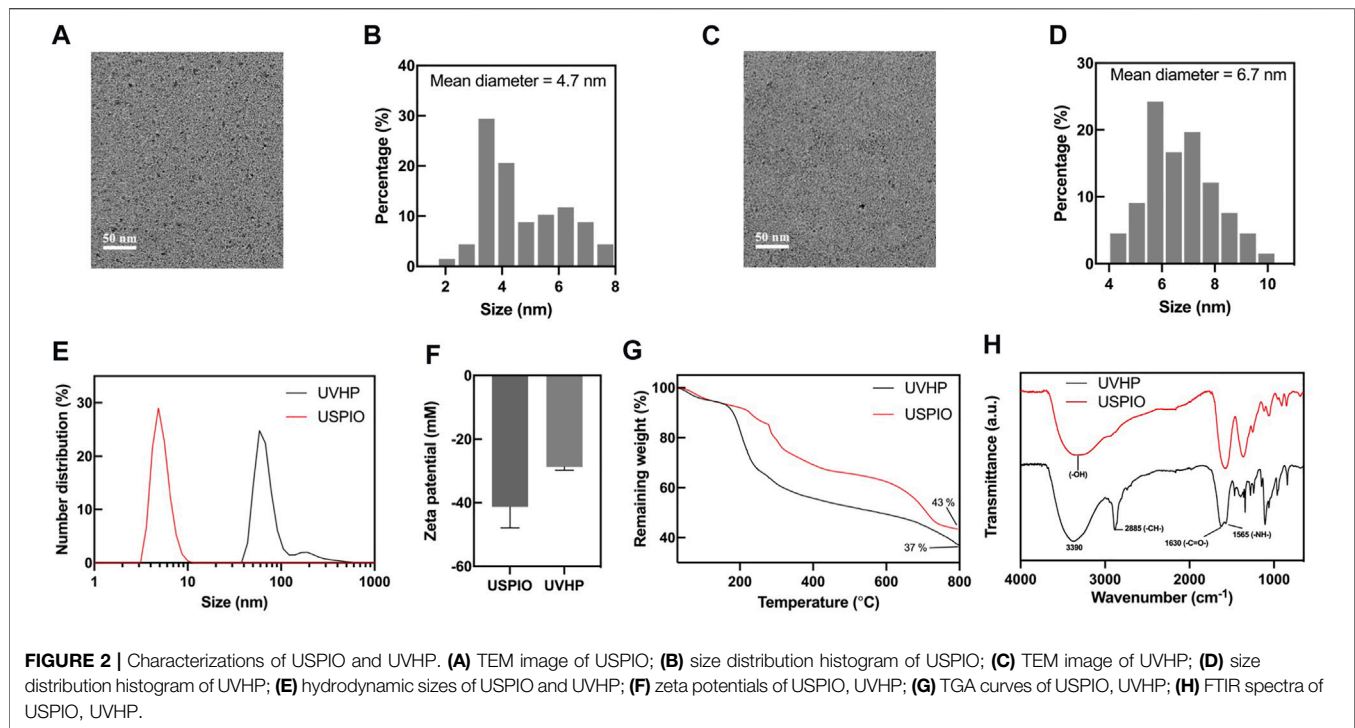 A
50 nm
B
Mean diameter = 4.7 nm
Percentage (%)
40
30
20
10
0
2 4 6 8
Size (nm)
C
50 nm
D
Mean diameter = 6.7 nm
Percentage (%)
30
20
10
0
4 6 8 10
Size (nm)
E
UVHP
USPIO
Number distribution (%)
30
20
10
0
1 10 100 1000
Size (nm)
F
Zeta potential (mM)
0
-20
-40
-60
USPIO UVHP
G
UVHP
USPIO
Remaining weight (%)
100
80
60
40
43 %
37 %
200 400 600 800
Temperature (°C)
H
UVHP
USPIO
Transmittance (a.u.)
(-OH)
3390
2885 (-CH-)
1630 (-C=O-)
1565 (-NH-)
4000 3000 2000 1000
Wavenumber (cm-1)
FIGURE 2 | Characterizations of USPIO and UVHP. (A) TEM image of USPIO; (B) size distribution histogram of USPIO; (C) TEM image of UVHP; (D) size
distribution histogram of UVHP; (E) hydrodynamic sizes of USPIO and UVHP; (F) zeta potentials of USPIO, UVHP; (G) TGA curves of USPIO, UVHP; (H) FTIR spectra of
USPIO, UVHP.